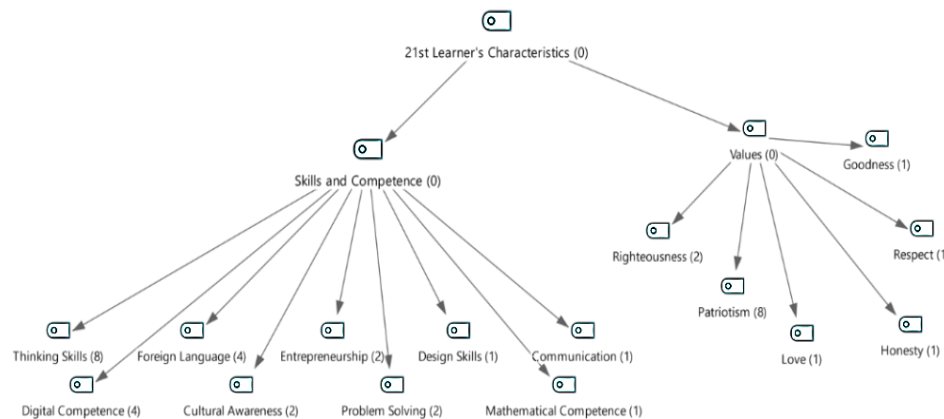 21st Learner's Characteristics (0)
Skills and Competence (0)
Values (0)
Goodness (1)
Righteousness (2)
Respect (1
Patriotism (8)
Love (1)
Honesty (1)
Thinking Skills (8)
Foreign Language (4)
Entrepreneurship (2)
Design Skills (1)
Communication (1)
Digital Competence (4)
Cultural Awareness (2)
Problem Solving (2)
Mathematical Competence (1)